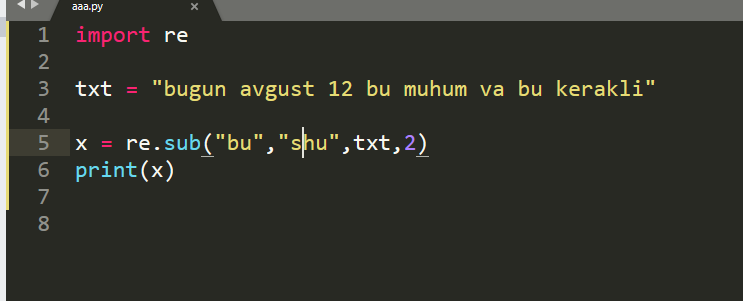 aaa.py ×
1 import re
2
3 txt = "bugun avgust 12 bu muhum va bu kerakli"
4
5 x = re.sub("bu","shu",txt,2)
6 print(x)
7
8